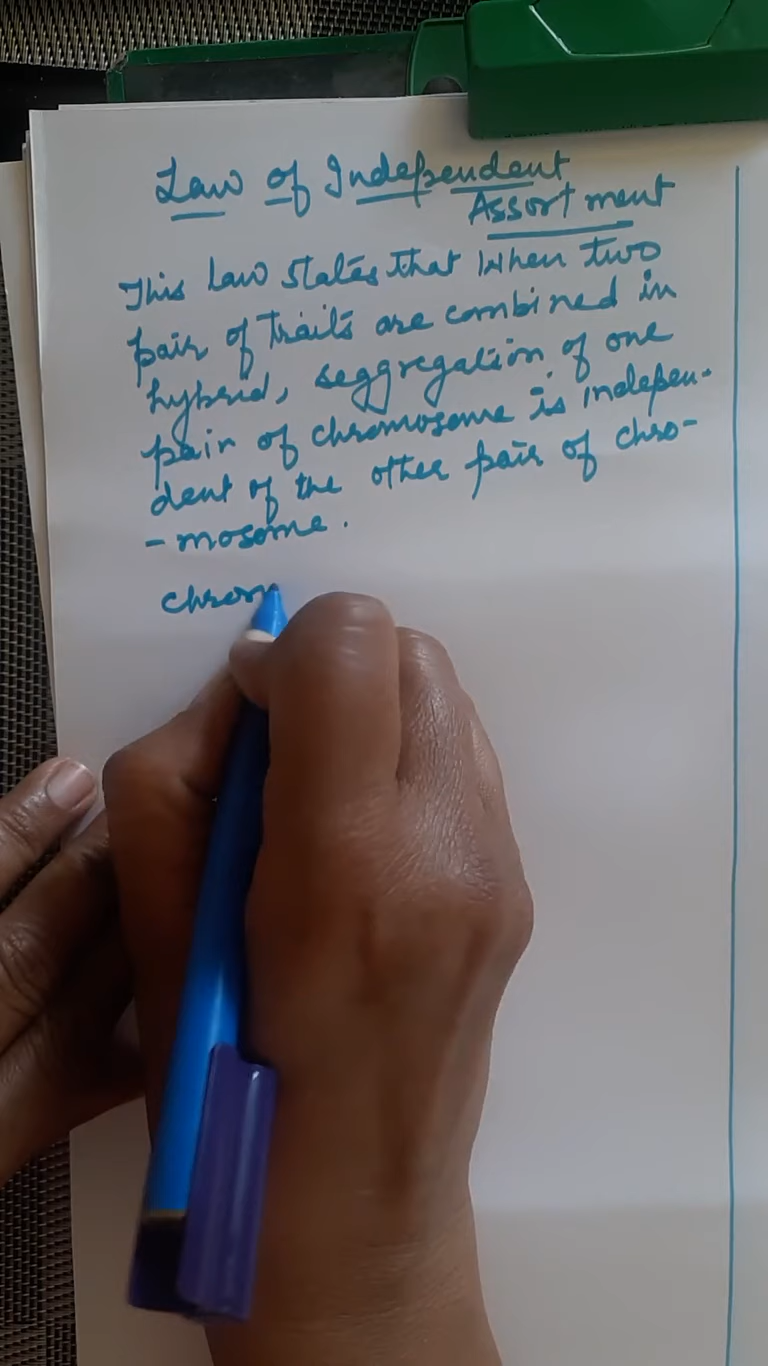 Law of Independent
Assortment
This Law states that when two
pair of traits are combined in
hybrid, seggregation of one
pair of chromosome is indepen-
dent of the other pair of chro-
-mosome.
chrom